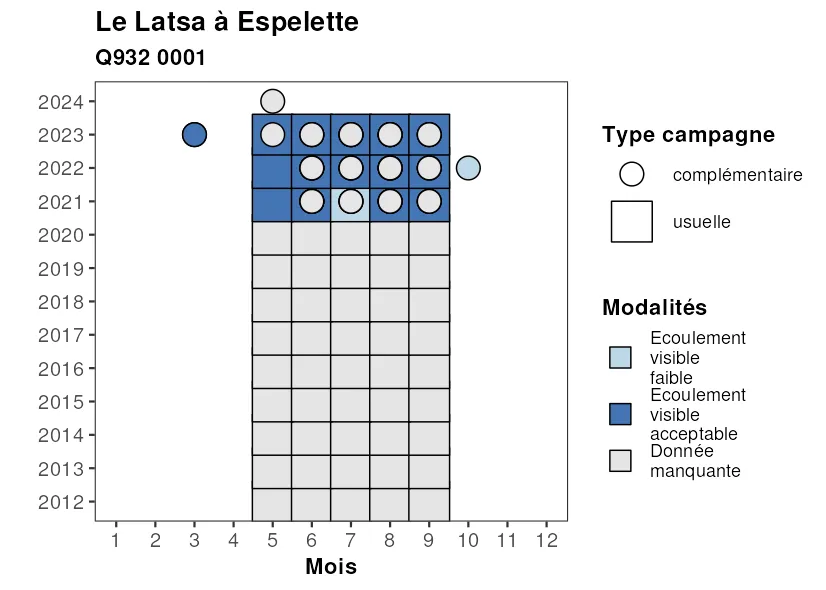 Le Latsa à Espelette
Q932 0001
2024
2023
2022
2021
2020
2019
2018
2017
2016
2015
2014
2013
2012
1 2 3 4 5 6 7 8 9 10 11 12
Mois
Type campagne
complémentaire
usuelle
Modalités
Ecoulement
visible
faible
Ecoulement
visible
acceptable
Donnée
manquante